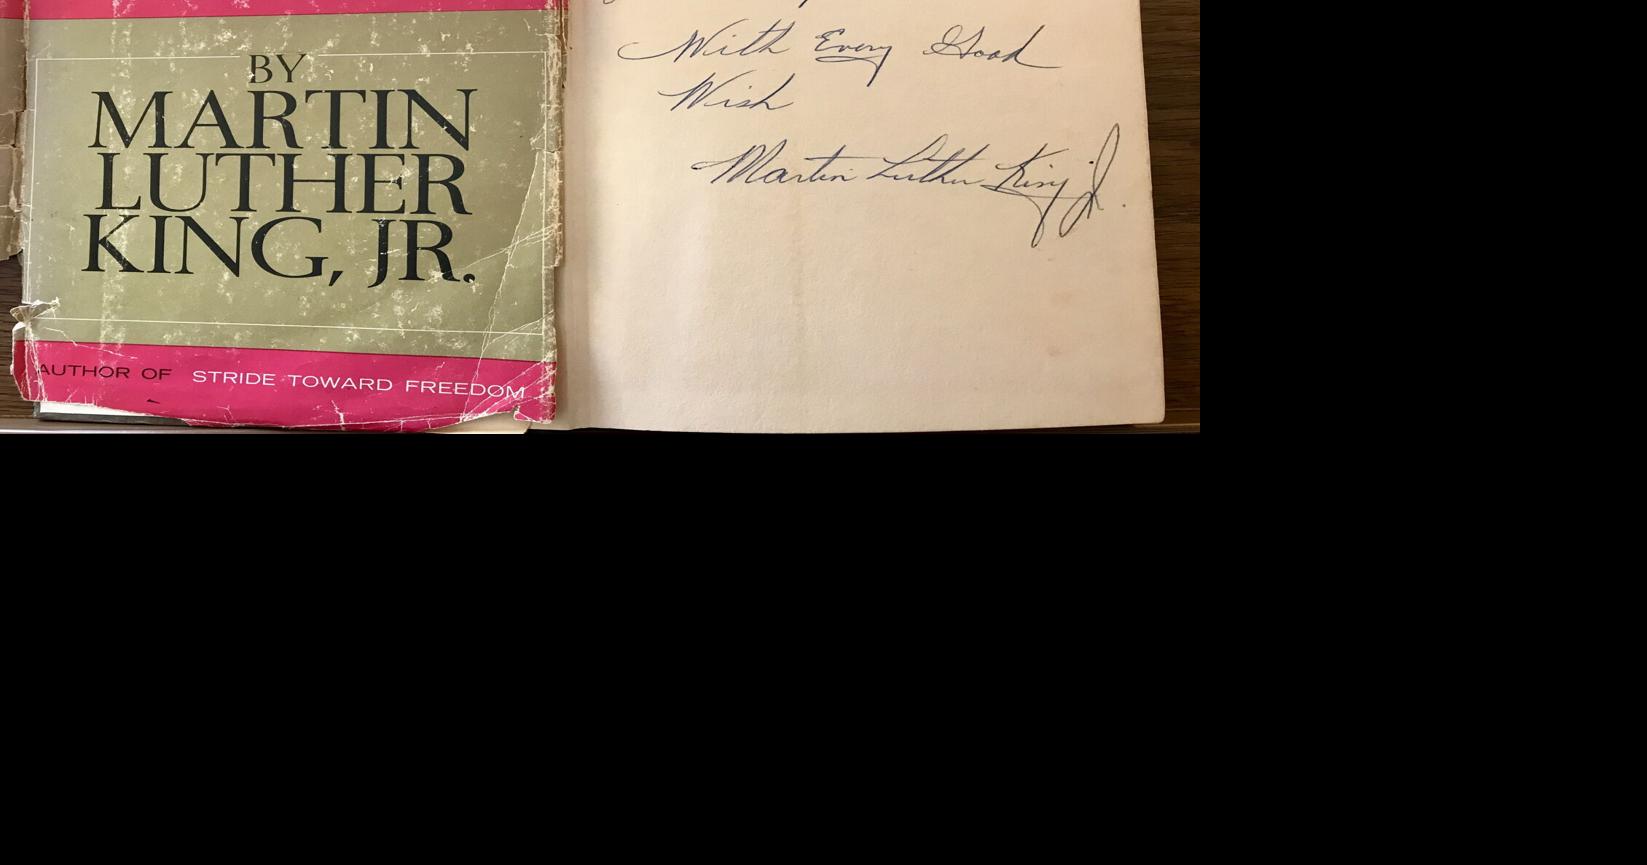 BY
MARTIN
LUTHER
KING, JR.
AUTHOR OF STRIDE TOWARD FREEDOM
With Every Good
Wish
Martin Luther King Jr.